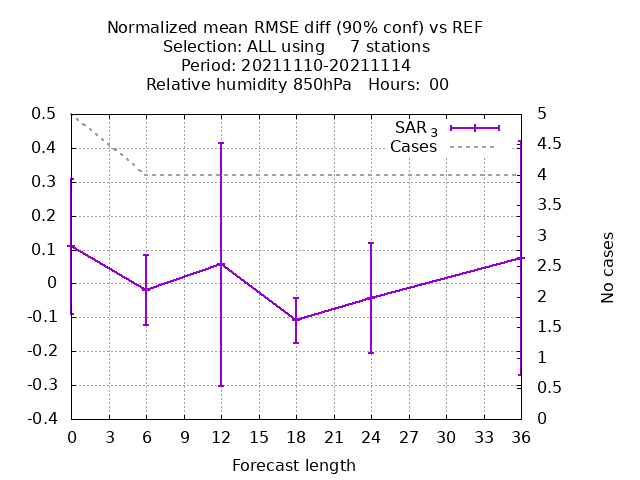 Normalized mean RMSE diff (90% conf) vs REF
Selection: ALL using     7 stations
Period: 20211110-20211114
Relative humidity 850hPa   Hours:  00
0.5
0.4
0.3
0.2
0.1
0
-0.1
-0.2
-0.3
-0.4
SAR 3
Cases
5
4.5
4
3.5
3
2.5
2
1.5
1
0.5
0
No cases
0 3 6 9 12 15 18 21 24 27 30 33 36
Forecast length